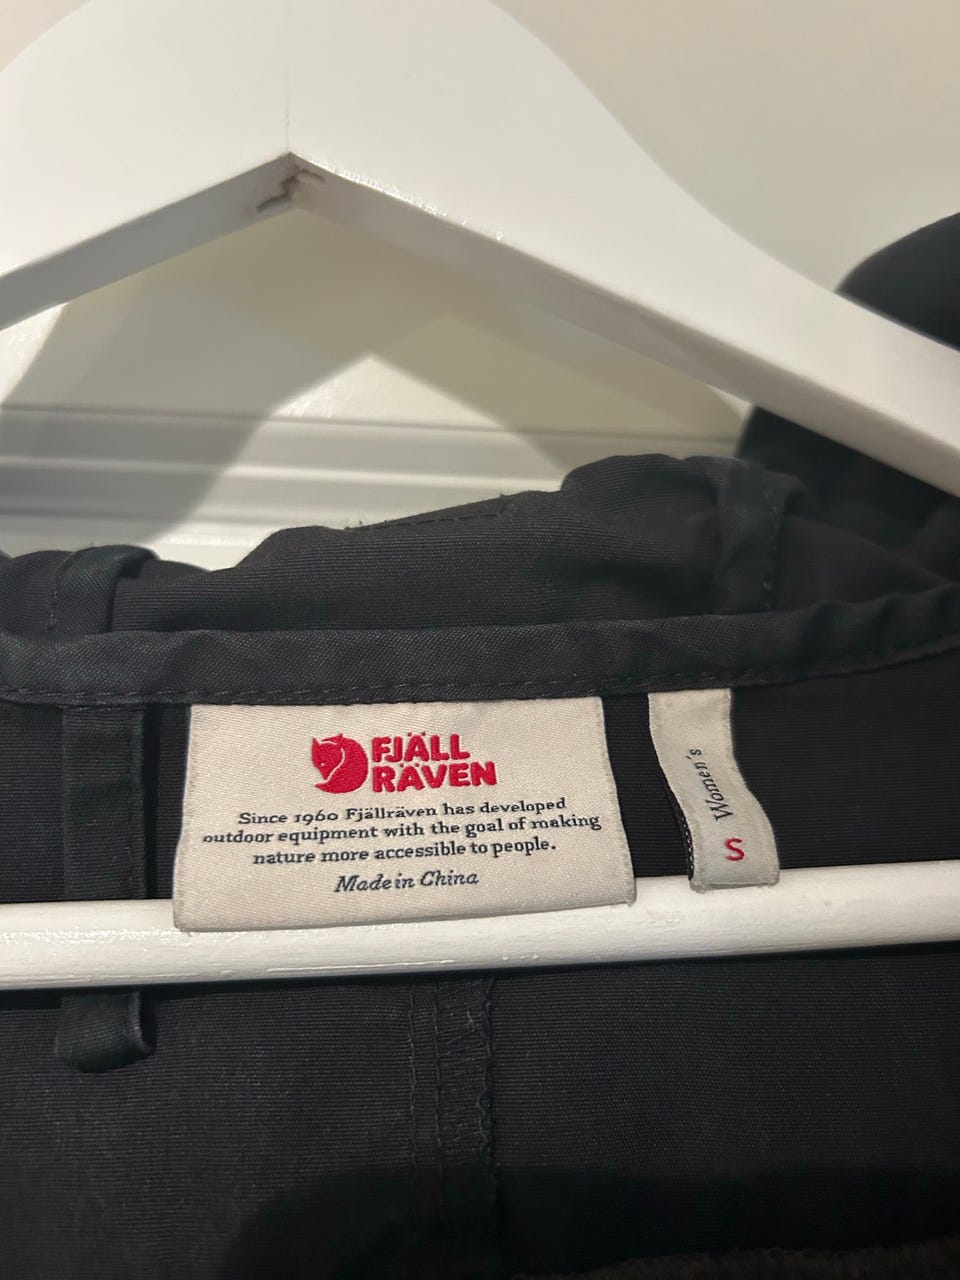 FJÄLL
RÄVEN
Since 1960 Fjällräven has developed
outdoor equipment with the goal of making
nature more accessible to people.
Made in China
Women's
S